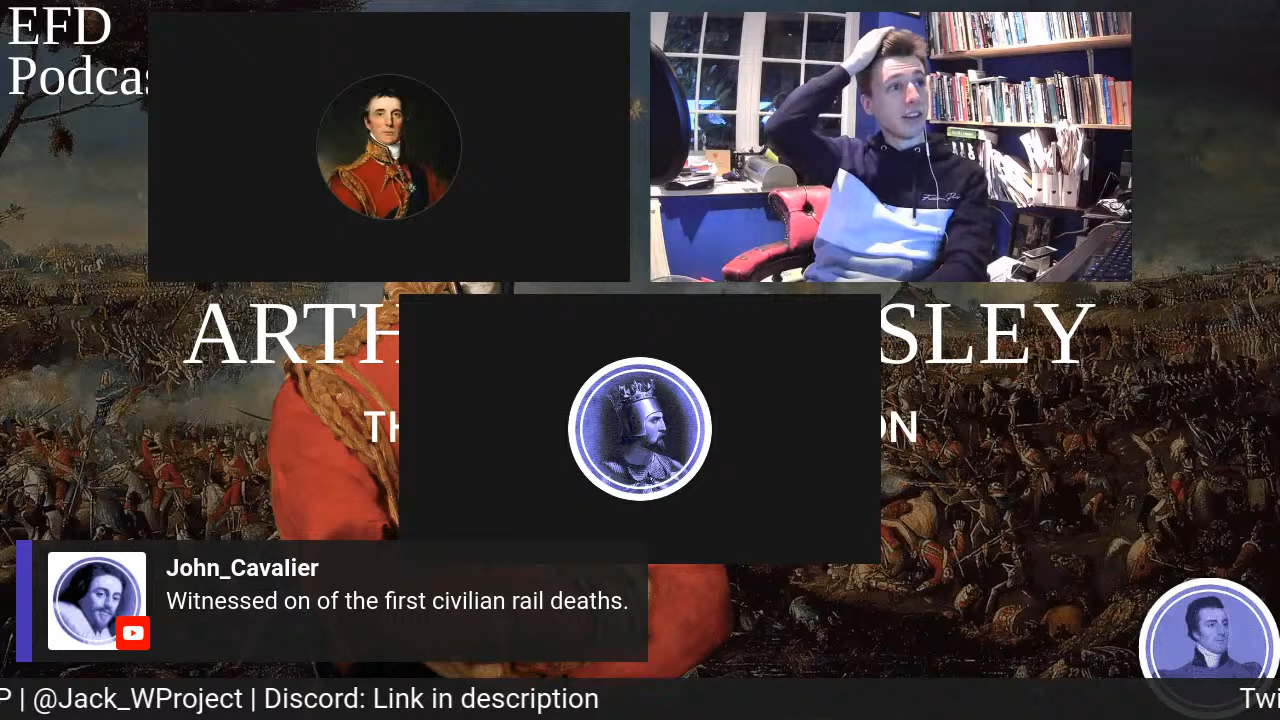 EFD
Podcas
ARTH SLEY
TH ON
John_Cavalier
Witnessed on of the first civilian rail deaths.
P | @Jack_WProject | Discord: Link in description Twi